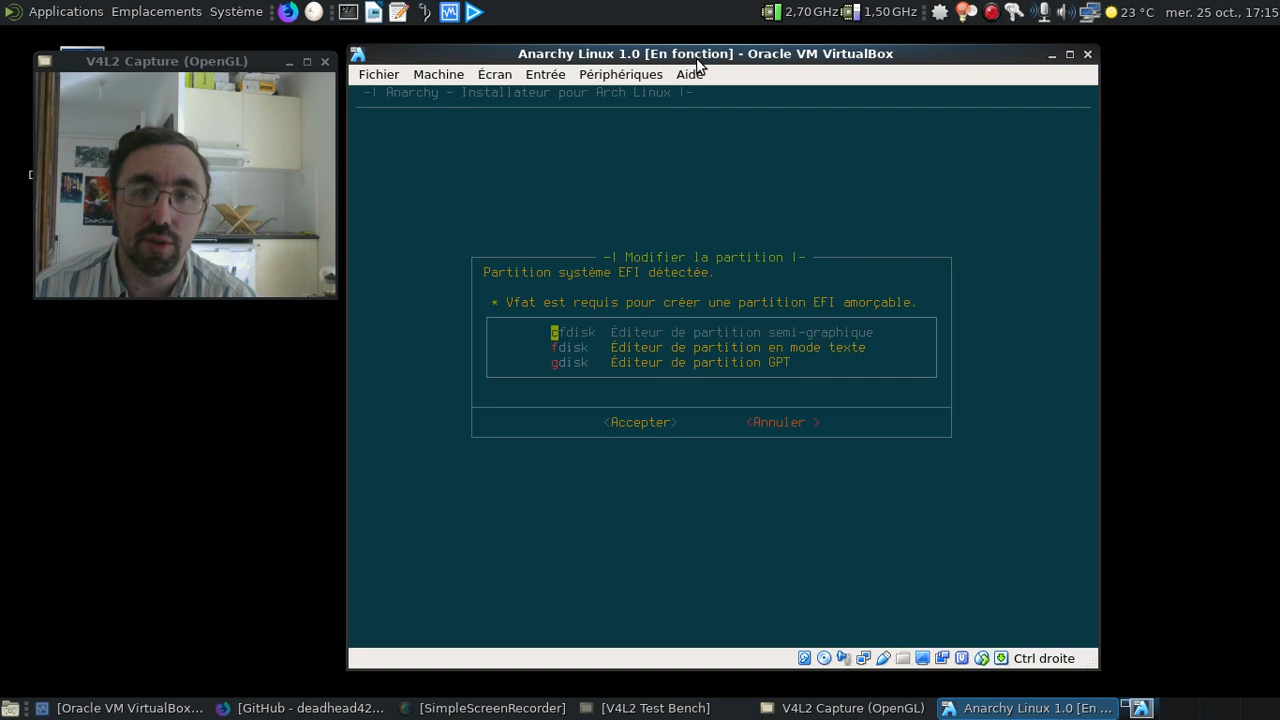 Applications Emplacements Système
2,70 GHz 1,50 GHz 23 °C mer. 25 oct., 17:15
V4L2 Capture (OpenGL)
Anarchy Linux 1.0 [En fonction] - Oracle VM VirtualBox
Fichier Machine Écran Entrée Périphériques Aide
-| Anarchy - Installateur pour Arch Linux |-
-| Modifier la partition |-
Partition système EFI détectée.
* Vfat est requis pour créer une partition EFI amorçable.
cfdisk Éditeur de partition semi-graphique
fdisk Éditeur de partition en mode texte
gdisk Éditeur de partition GPT
<Accepter> <Annuler >
Ctrl droite
[Oracle VM VirtualBox... [GitHub - deadhead42... [SimpleScreenRecorder] [V4L2 Test Bench] V4L2 Capture (OpenGL) Anarchy Linux 1.0 [En ...